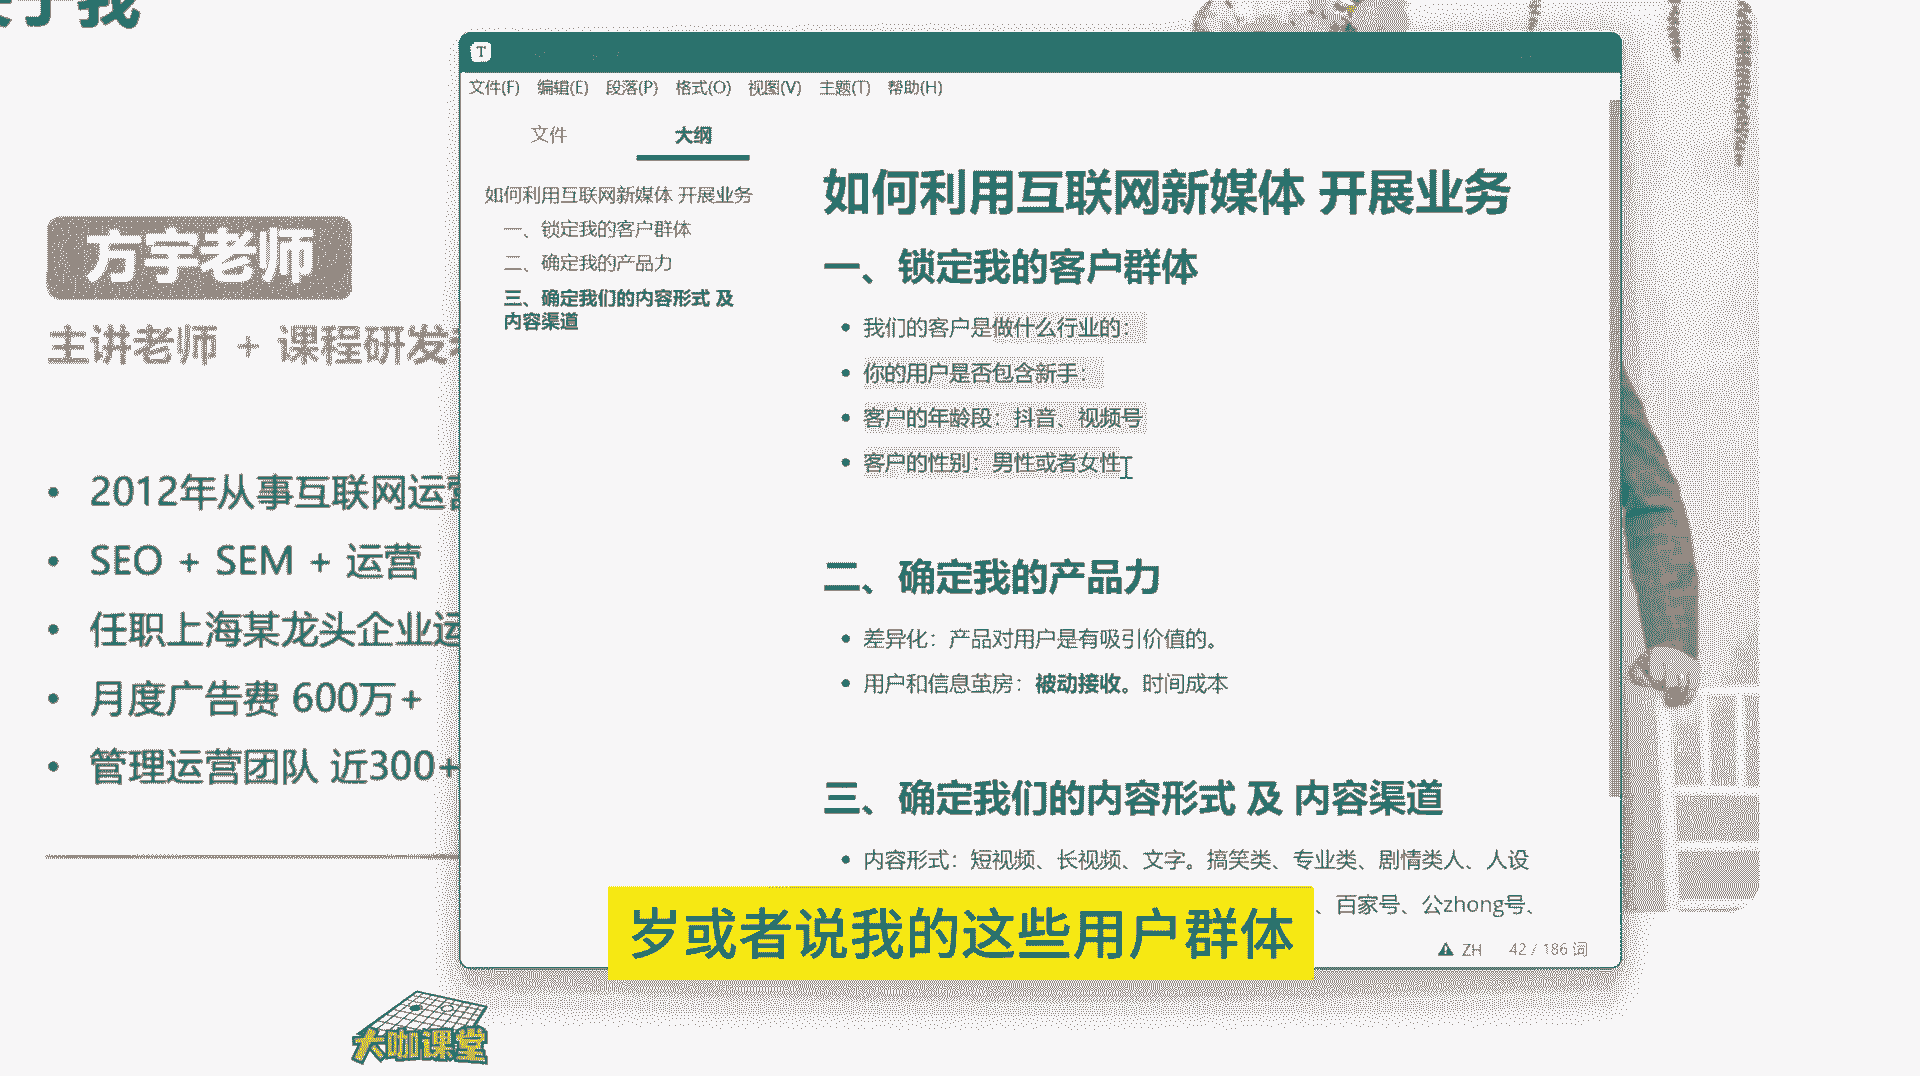 于我
方宇老师
主讲老师 + 课程研发
• 2012年从事互联网运营
• SEO + SEM + 运营
• 任职上海某龙头企业运
• 月度广告费 600万+
• 管理运营团队 近300+
大咖课堂
T
文件(F) 编辑(E) 段落(P) 格式(O) 视图(V) 主题(T) 帮助(H)
文件 大纲
如何利用互联网新媒体 开展业务
一、锁定我的客户群体
二、确定我的产品力
三、确定我们的内容形式 及
内容渠道
如何利用互联网新媒体 开展业务
一、锁定我的客户群体
• 我们的客户是做什么行业的：
• 你的用户是否包含新手：
• 客户的年龄段：抖音、视频号
• 客户的性别：男性或者女性
二、确定我的产品力
• 差异化：产品对用户是有吸引价值的。
• 用户和信息茧房：被动接收。时间成本
三、确定我们的内容形式 及 内容渠道
• 内容形式：短视频、长视频、文字。搞笑类、专业类、剧情类人、人设
、百家号、公zhong号、
岁或者说我的这些用户群体
ZH 42 / 186 词